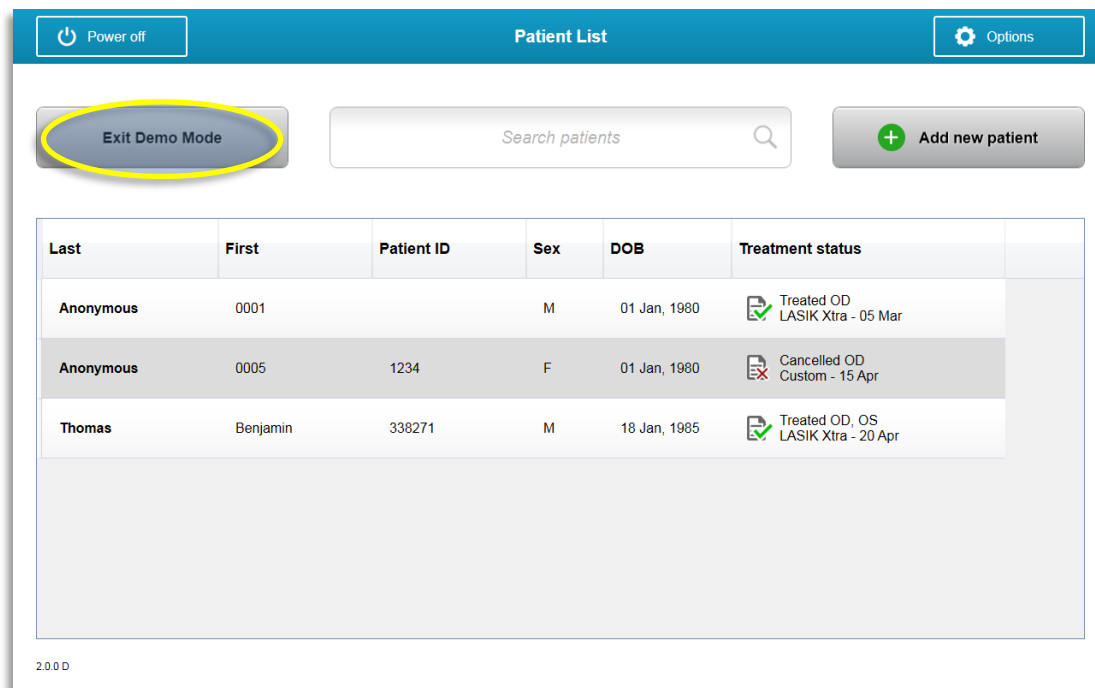 Power off
Patient List
Options
Exit Demo Mode
Search patients
Add new patient
Last First Patient ID Sex DOB Treatment status
Anonymous 0001 M 01 Jan, 1980 Treated OD
LASIK Xtra - 05 Mar
Anonymous 0005 1234 F 01 Jan, 1980 Cancelled OD
Custom - 15 Apr
Thomas Benjamin 338271 M 18 Jan, 1985 Treated OD, OS
LASIK Xtra - 20 Apr
2.0.0 D